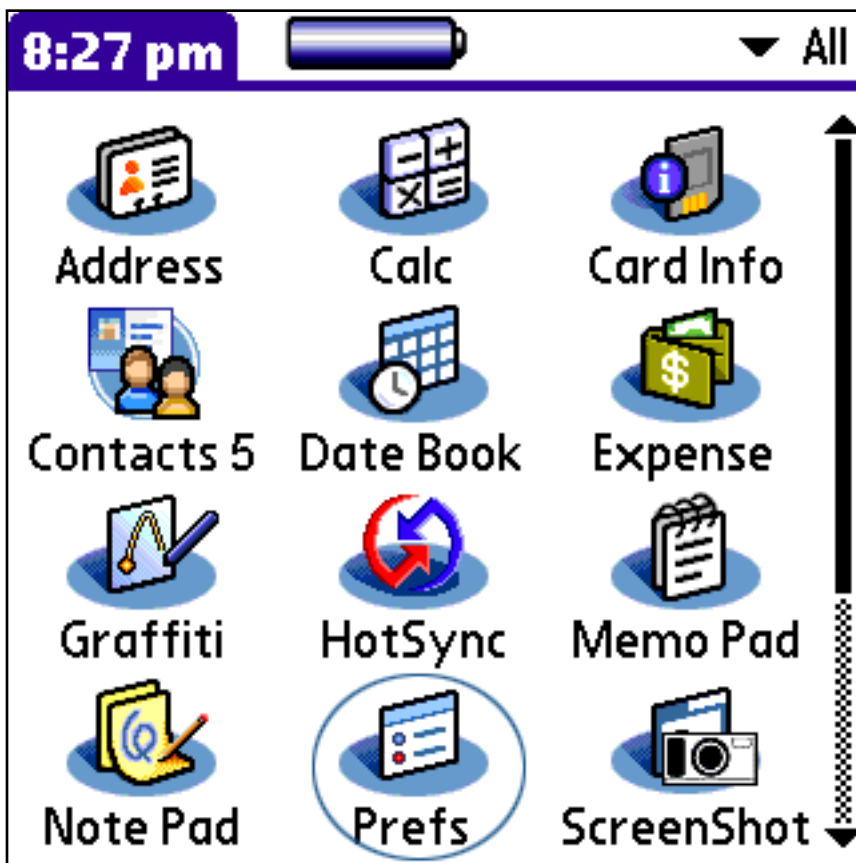 8:27 pm All
Address Calc Card Info
Contacts 5 Date Book Expense
Graffiti HotSync Memo Pad
Note Pad Prefs ScreenShot